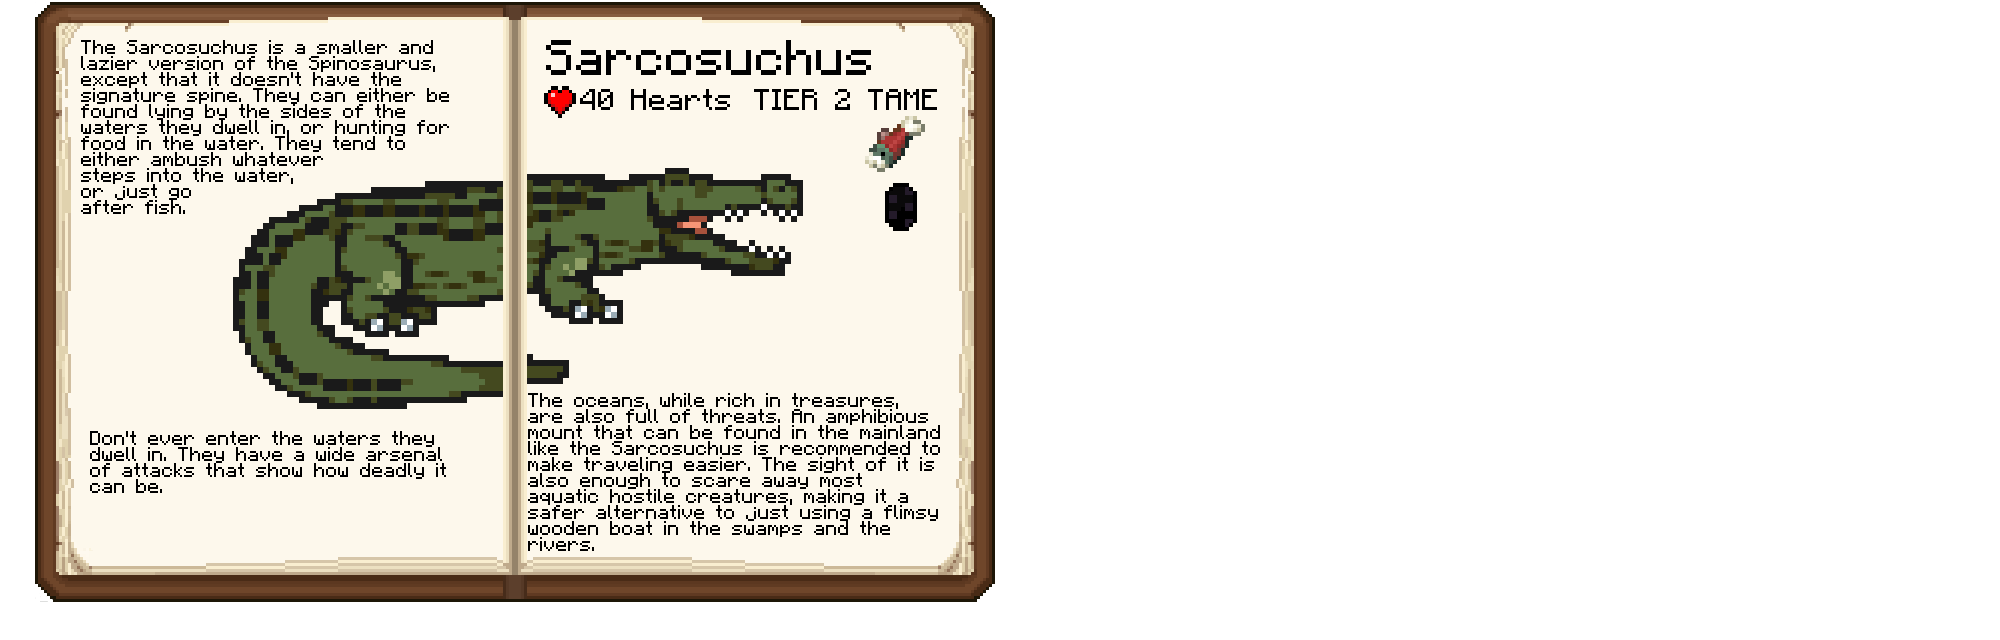 The Sarcosuchus is a smaller and
lazier version of the Spinosaurus,
except that it doesn't have the
signature spine. They can either be
found lying by the sides of the
waters they dwell in, or hunting for
food in the water. They tend to
either ambush whatever
steps into the water,
or just go
after fish.
Don't ever enter the waters they
dwell in. They have a wide arsenal
of attacks that show how deadly it
can be.
Sarcosuchus
40 Hearts TIER 2 TAME
The oceans, while rich in treasures,
are also full of threats. An amphibious
mount that can be found in the mainland
like the Sarcosuchus is recommended to
make traveling easier. The sight of it is
also enough to scare away most
aquatic hostile creatures, making it a
safer alternative to just using a flimsy
wooden boat in the swamps and the
rivers.